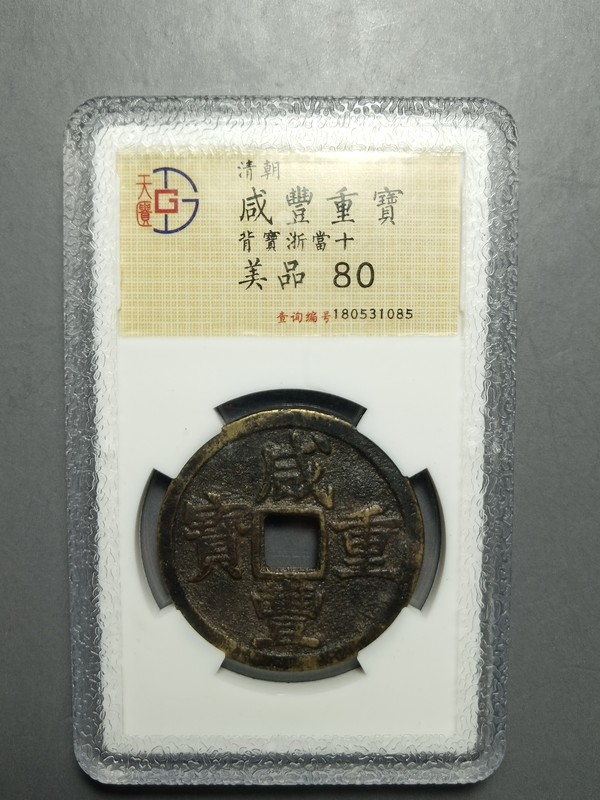 天寶
G
清朝
咸豐重寶
背寶浙當十
美品 80
查询编号180531085
咸
寶 重
豐